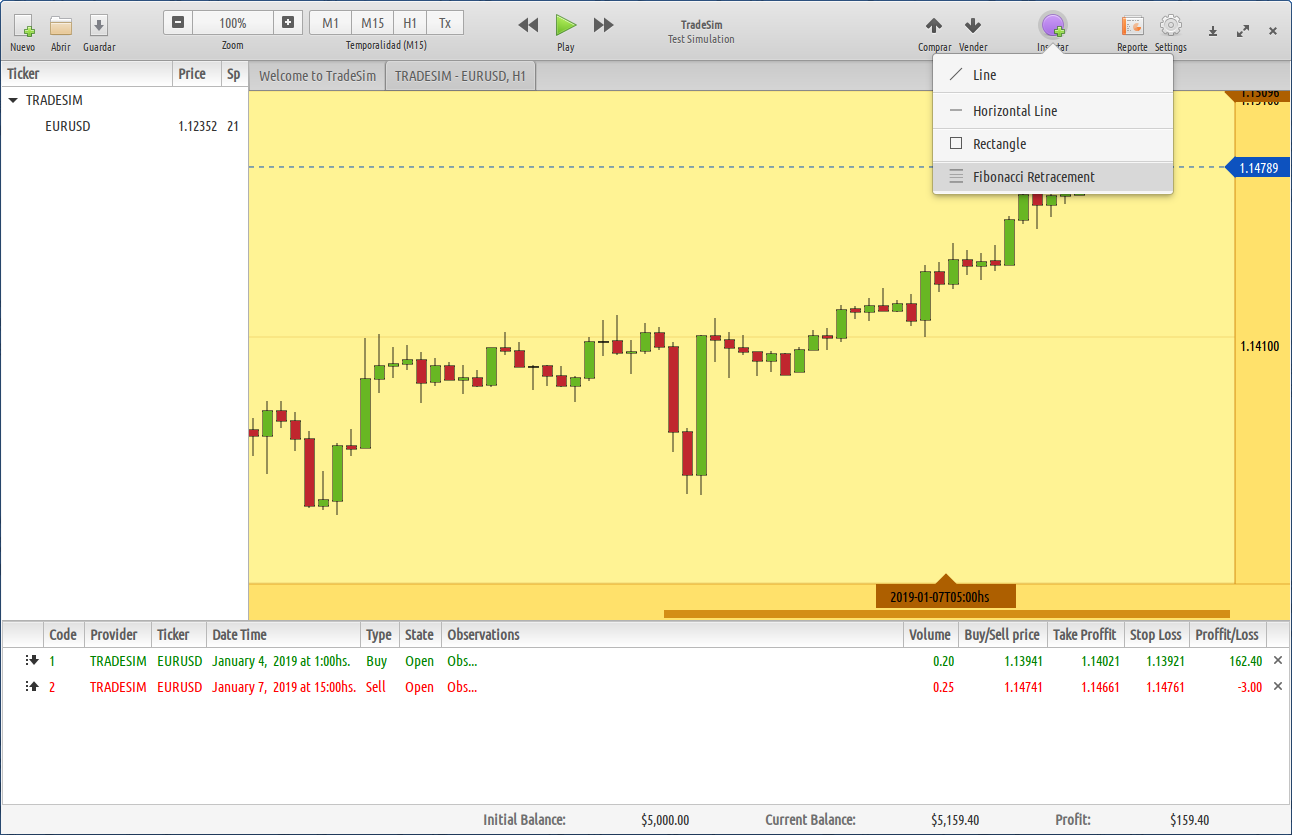 Nuevo Abrir Guardar
100%
Zoom
M1 M15 H1 Tx
Temporalidad (M15)
Play
TradeSim
Test Simulation
Comprar Vender
Reporte Settings
Ticker Price Sp
TRADESIM
EURUSD 1.12352 21
Welcome to TradeSim TRADESIM - EURUSD, H1
Line
Horizontal Line
Rectangle
Fibonacci Retracement
1.15096
1.15100
1.14789
1.14100
2019-01-07T05:00hs
Code Provider Ticker Date Time Type State Observations Volume Buy/Sell price Take Proffit Stop Loss Proffit/Loss
1 TRADESIM EURUSD January 4, 2019 at 1:00hs. Buy Open Obs... 0.20 1.13941 1.14021 1.13921 162.40
2 TRADESIM EURUSD January 7, 2019 at 15:00hs. Sell Open Obs... 0.25 1.14741 1.14661 1.14761 -3.00
Initial Balance: $5,000.00 Current Balance: $5,159.40 Profit: $159.40